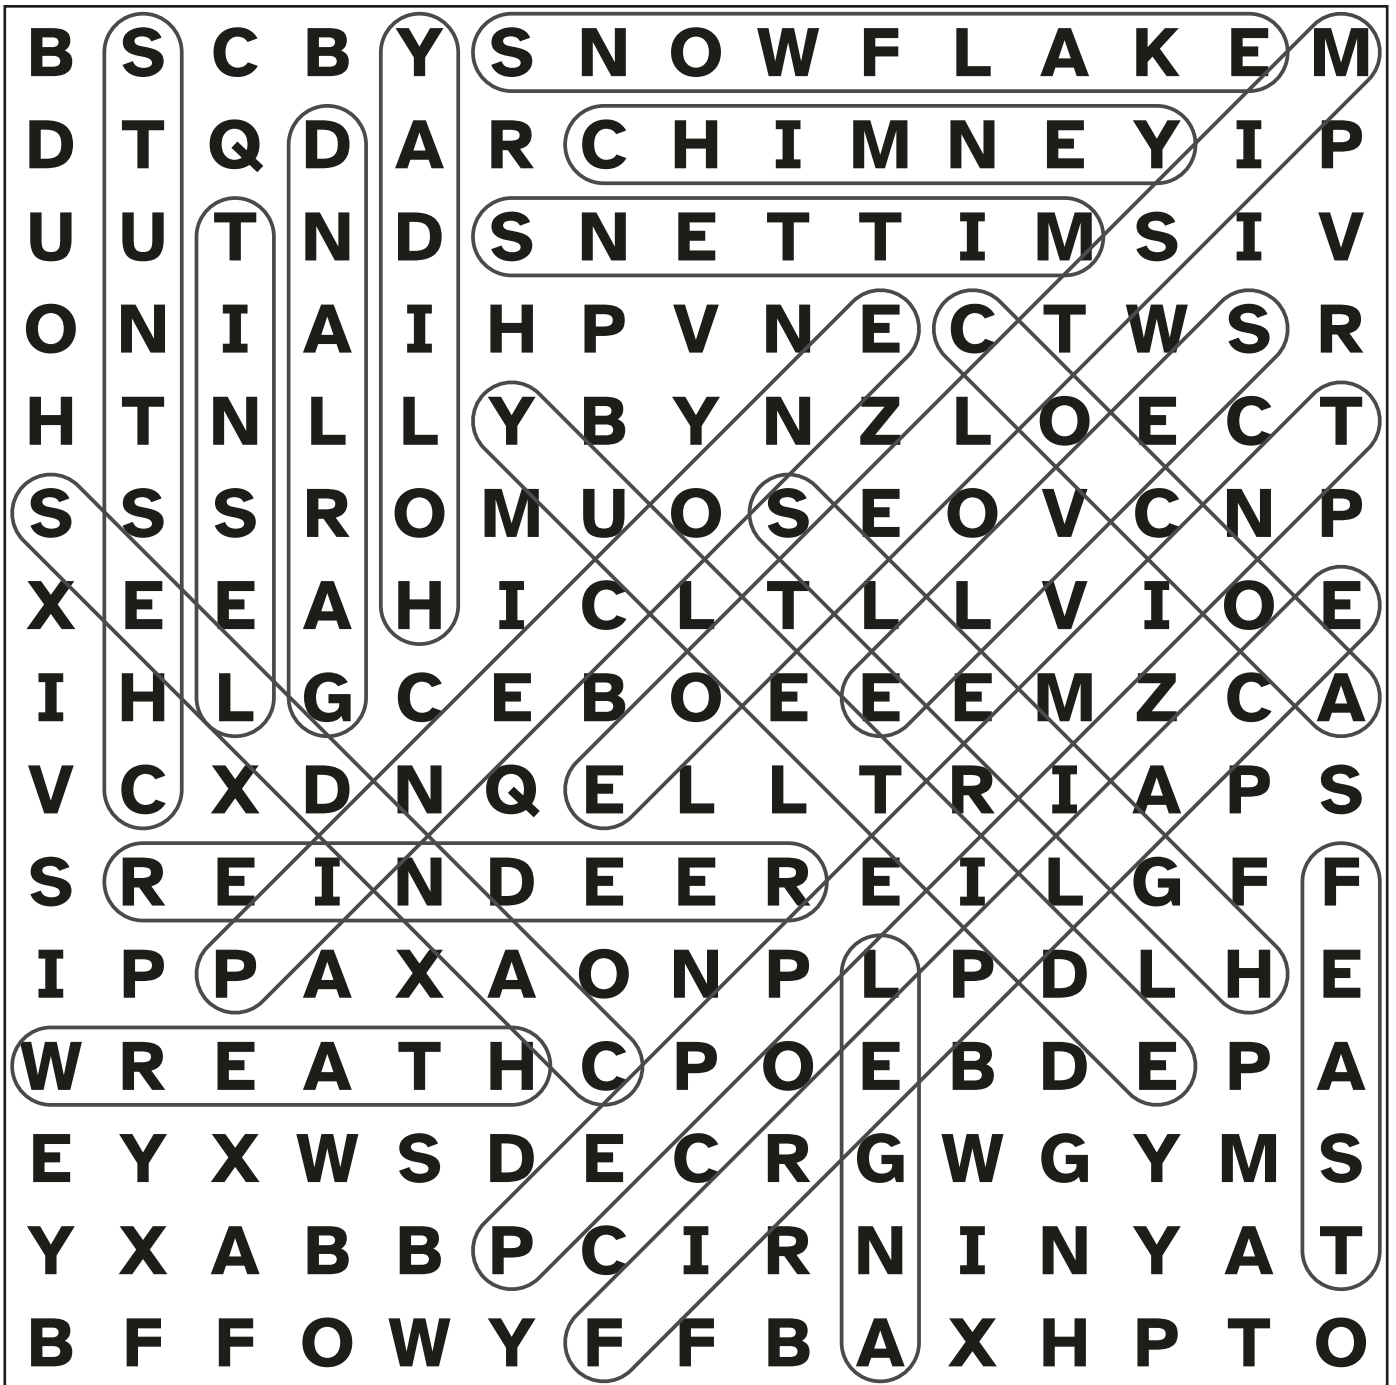 B S C B Y S N O W F L A K E M
D T Q D A R C H I M N E Y I P
U U T N D S N E T T I M S I V
O N I A I H P V N E C T W S R
H T N L L Y B Y N Z L O E C T
S S S R O M U O S E O V C N P
X E E A H I C L T L L V I O E
I H L G C E B O E E E M Z C A
V C X D N Q E L L T R I A P S
S R E I N D E E R E I L G F F
I P P A X A O N P L P D L H E
W R E A T H C P O E B D E P A
E Y X W S D E C R G W G Y M S
Y X A B B P C I R N I N Y A T
B F F O W Y F F B A X H P T O